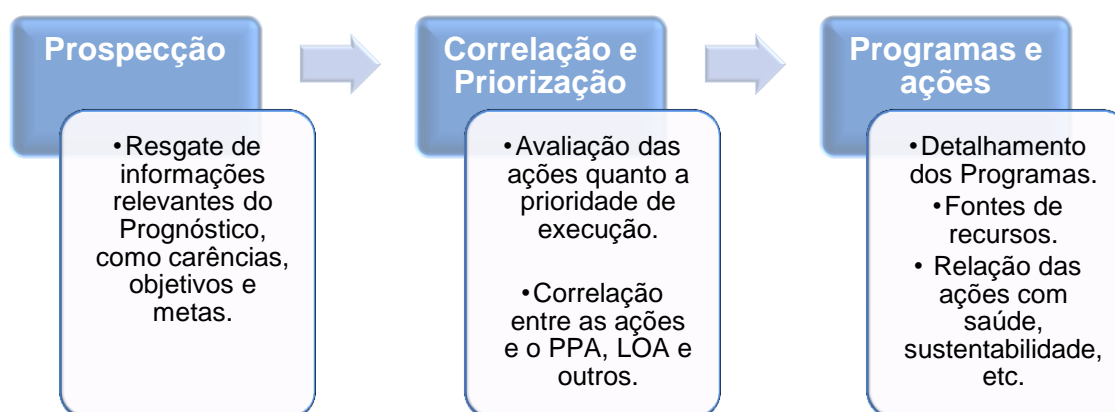 Prospecção
•Resgate de
informações
relevantes do
Prognóstico,
como carências,
objetivos e
metas.
Correlação e
Priorização
•Avaliação das
ações quanto a
prioridade de
execução.
•Correlação
entre as ações
e o PPA, LOA e
outros.
Programas e
ações
•Detalhamento
dos Programas.
•Fontes de
recursos.
• Relação das
ações com
saúde,
sustentabilidade,
etc.